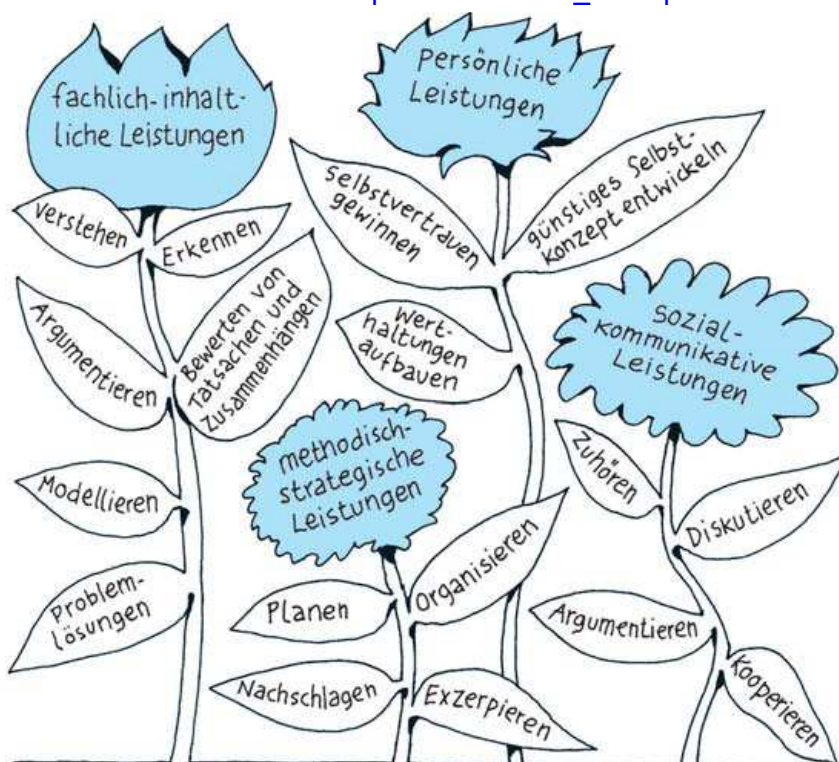 fachlich-inhalt-
liche Leistungen
Verstehen
Erkennen
Argumentieren
Bewerten von
Tatsachen und
Zusammenhängen
Modellieren
Problem-
lösungen
persönliche
Leistungen
Selbstvertrauen
gewinnen
günstiges Selbst-
konzept entwickeln
Wert-
haltungen
aufbauen
methodisch-
strategische
Leistungen
Organisieren
Planen
Nachschlagen
Exzerpieren
Sozial-
kommunikative
Leistungen
Zuhören
Diskutieren
Argumentieren
Kooperieren